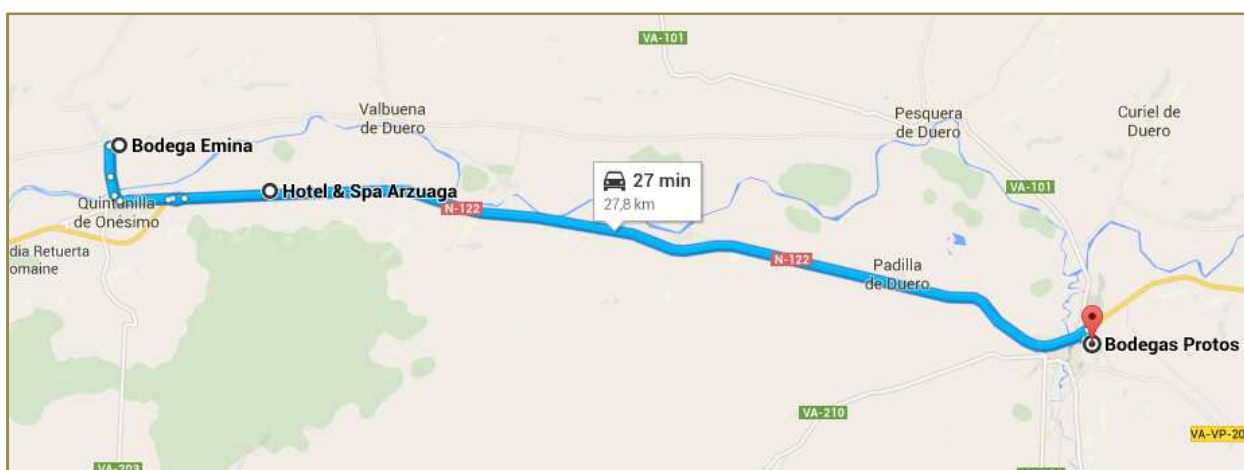 VA-101
Valbuena
de Duero
Pesquera
de Duero
Curiel de
Duero
Bodega Emina
27 min
27,8 km
Hotel & Spa Arzuaga
VA-101
Quintanilla
de Onésimo
N-122
dia Retuerta
omaine
N-122
Padilla
de Duero
Bodegas Protos
VA-210
VA-VP-20
VA-203